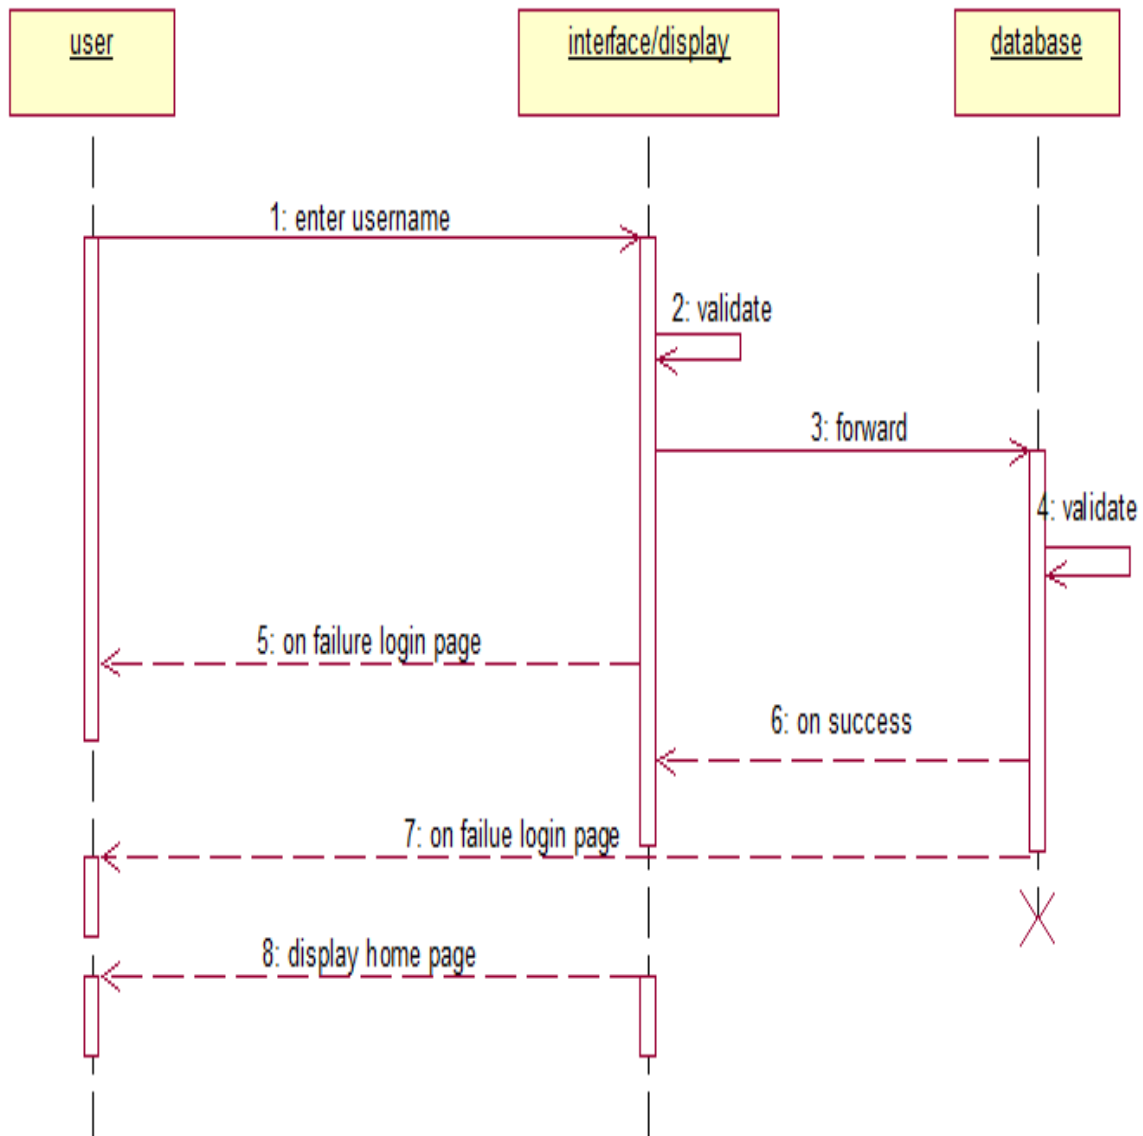 user
interface/display
database
1: enter username
2: validate
3: forward
4: validate
5: on failure login page
6: on success
7: on failue login page
8: display home page